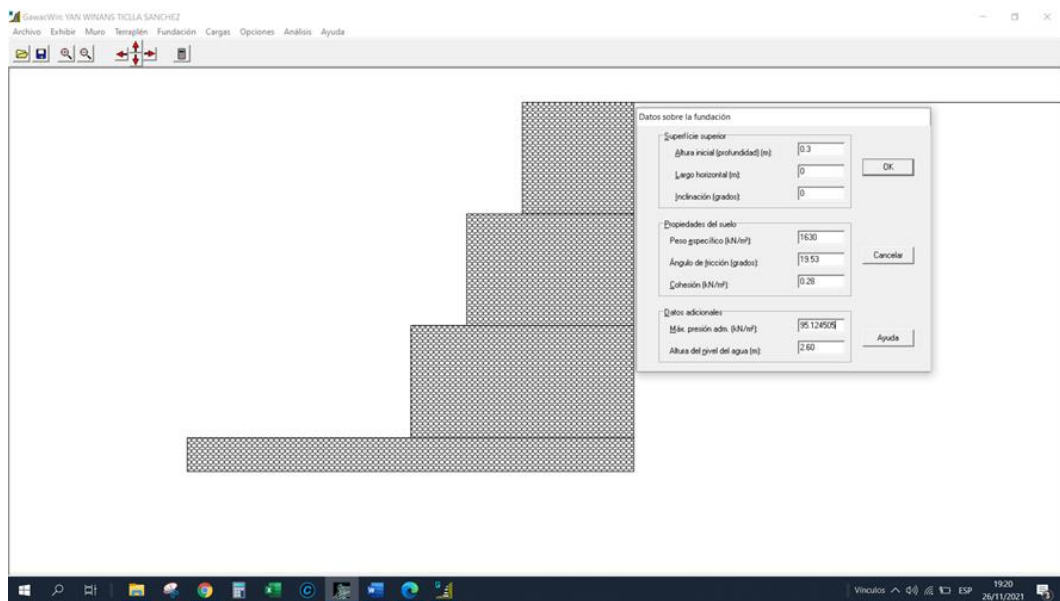 GawacWin: YAN WINANS TICLLA SANCHEZ
Archivo Exhibir Muro Terraplén Fundación Cargas Opciones Análisis Ayuda
Datos sobre la fundación
Superfície superior
Altura inicial (profundidad) (m): 0.3
Largo horizontal (m): 0
Inclinación (grados): 0
OK
Propiedades del suelo
Peso específico (kN/m³): 1630
Ángulo de fricción (grados): 19.53
Cohesión (kN/m²): 0.28
Cancelar
Datos adicionales
Máx. presión adm. (kN/m²): 95.124505
Altura del nivel del agua (m): 2.60
Ayuda
Vínculos
ESP
19:20
26/11/2021